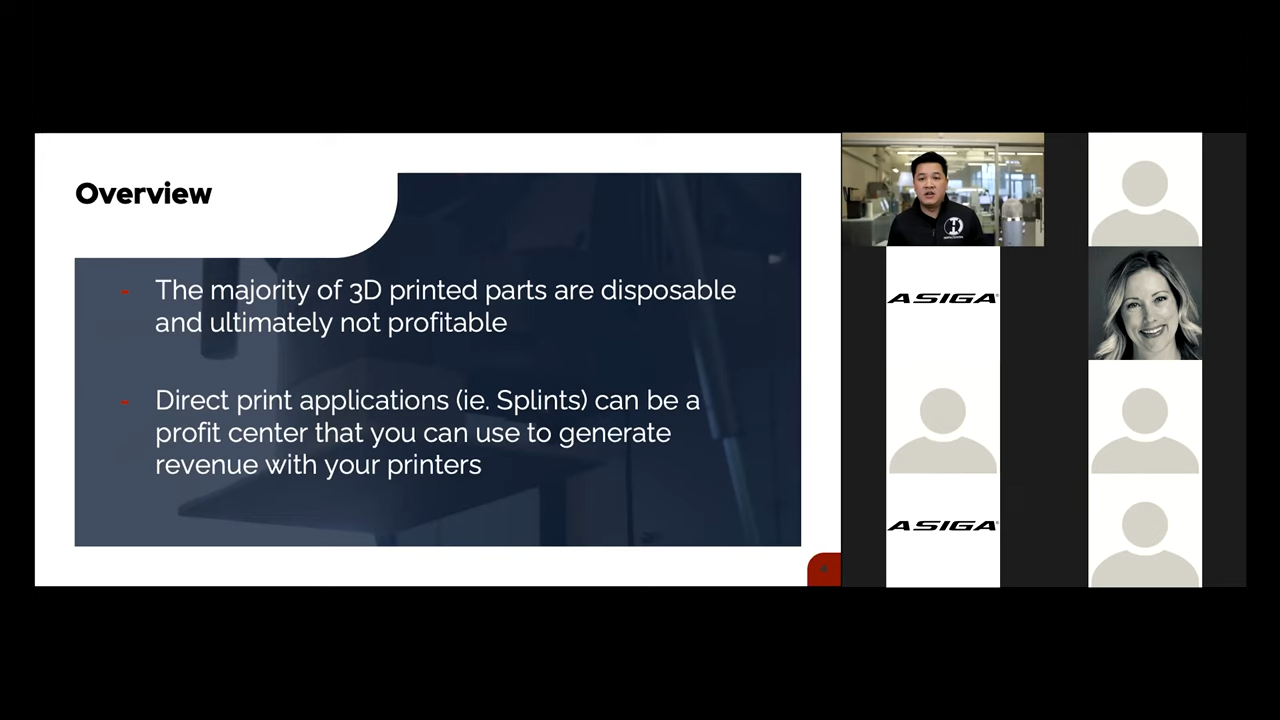 Overview
- The majority of 3D printed parts are disposable
and ultimately not profitable
- Direct print applications (ie. Splints) can be a
profit center that you can use to generate
revenue with your printers
4
ASIGA®
ASIGA®